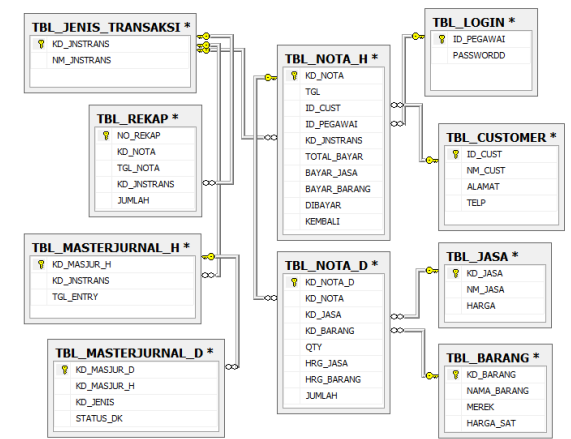 TBL_JENIS_TRANSAKSI *
KD_JNSTRANS
NM_JNSTRANS
TBL_REKAP *
NO_REKAP
KD_NOTA
TGL_NOTA
KD_JNSTRANS
JUMLAH
TBL_MASTERJURNAL_H *
KD_MASJUR_H
KD_JNSTRANS
TGL_ENTRY
TBL_MASTERJURNAL_D *
KD_MASJUR_D
KD_MASJUR_H
KD_JENIS
STATUS_DK
TBL_NOTA_H *
KD_NOTA
TGL
ID_CUST
ID_PEGAWAI
KD_JNSTRANS
TOTAL_BAYAR
BAYAR_JASA
BAYAR_BARANG
DIBAYAR
KEMBALI
TBL_NOTA_D *
KD_NOTA_D
KD_NOTA
KD_JASA
KD_BARANG
QTY
HRG_JASA
HRG_BARANG
JUMLAH
TBL_LOGIN *
ID_PEGAWAI
PASSWORDD
TBL_CUSTOMER *
ID_CUST
NM_CUST
ALAMAT
TELP
TBL_JASA *
KD_JASA
NM_JASA
HARGA
TBL_BARANG *
KD_BARANG
NAMA_BARANG
MEREK
HARGA_SAT